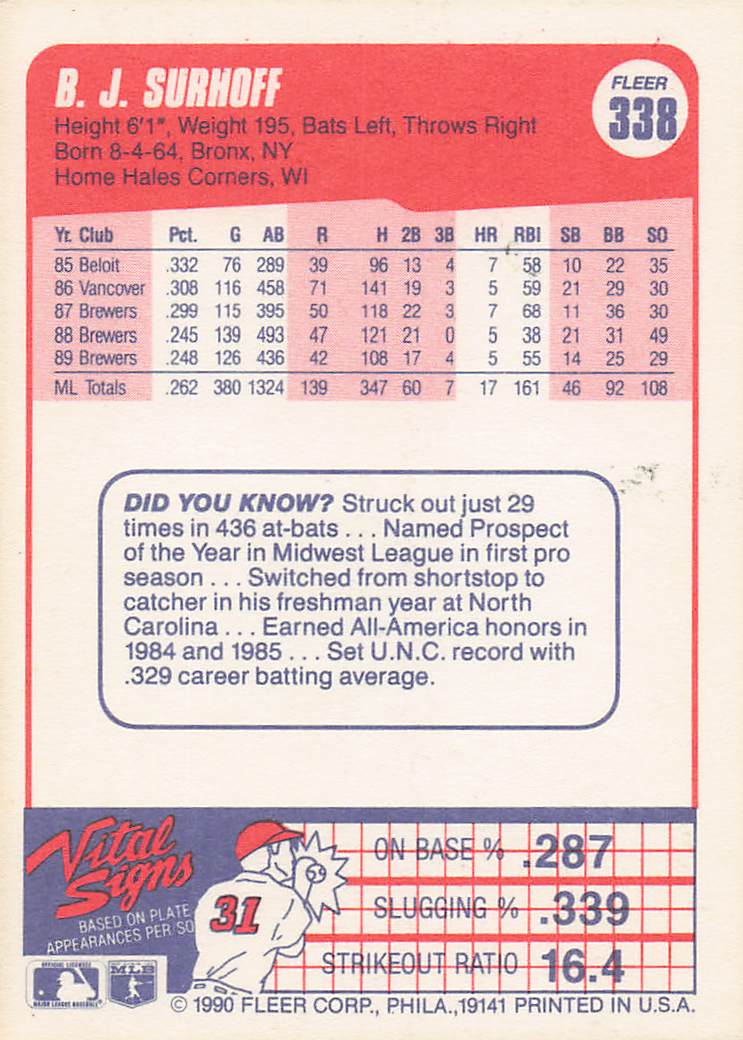 B. J. SURHOFF
FLEER
338
Height 6'1", Weight 195, Bats Left, Throws Right
Born 8-4-64, Bronx, NY
Home Hales Corners, WI
Yr. Club Pct. G AB R H 2B 3B HR RBI SB BB SO
85 Beloit .332 76 289 39 96 13 4 7 58 10 22 35
86 Vancover .308 116 458 71 141 19 3 5 59 21 29 30
87 Brewers .299 115 395 50 118 22 3 7 68 11 36 30
88 Brewers .245 139 493 47 121 21 0 5 38 21 31 49
89 Brewers .248 126 436 42 108 17 4 5 55 14 25 29
ML Totals .262 380 1324 139 347 60 7 17 161 46 92 108
DID YOU KNOW? Struck out just 29
times in 436 at-bats . . . Named Prospect
of the Year in Midwest League in first pro
season . . . Switched from shortstop to
catcher in his freshman year at North
Carolina . . . Earned All-America honors in
1984 and 1985 . . . Set U.N.C. record with
.329 career batting average.
Vital
Signs
BASED ON PLATE
APPEARANCES PER SO
31
ON BASE % .287
SLUGGING % .339
STRIKEOUT RATIO 16.4
OFFICIAL LICENSEE
MAJOR LEAGUE BASEBALL
MLB
© 1990 FLEER CORP., PHILA.,19141 PRINTED IN U.S.A.